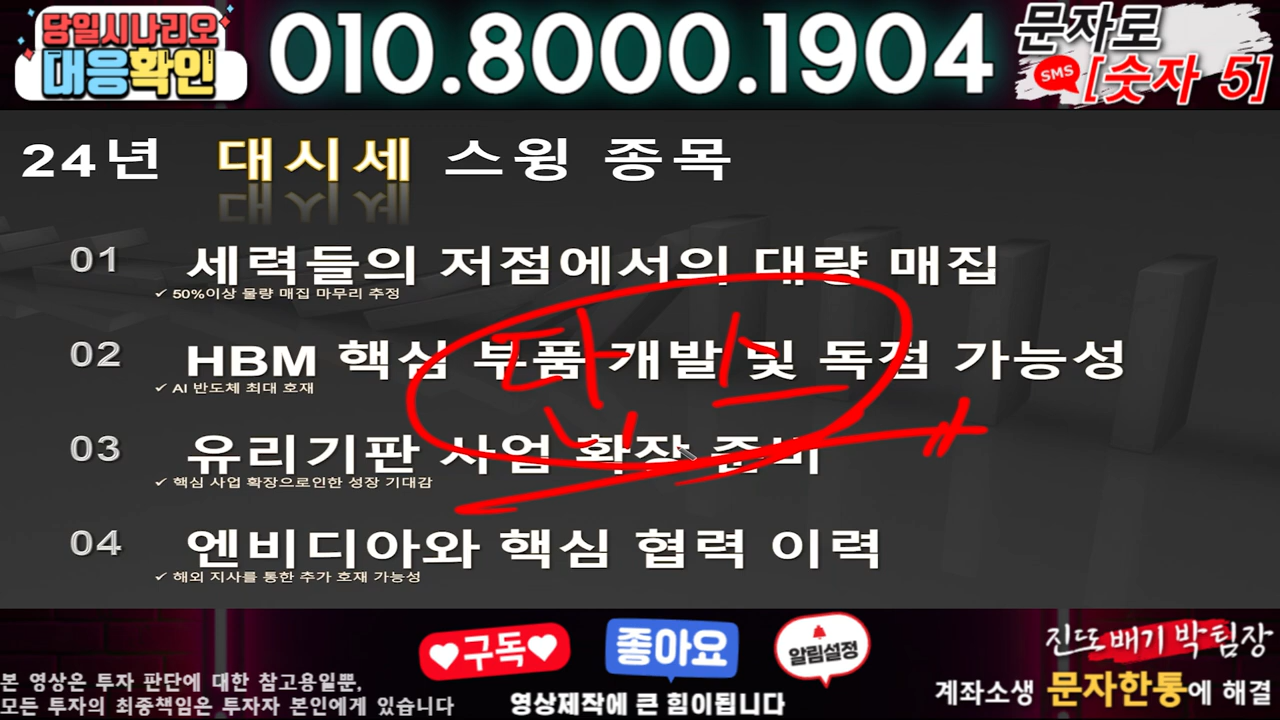 당일시나리오
대응확인
010.8000.1904
문자로
SMS [숫자 5]
24년 대시세 스윙 종목
01 세력들의 저점에서의 대량 매집
✓ 50%이상 물량 매집 마무리 추정
02 HBM 핵심 부품 개발 및 독점 가능성
✓ AI 반도체 최대 호재
탑스
03 유리기판 사업 확장 준비
✓ 핵심 사업 확장으로인한 성장 기대감
04 엔비디아와 핵심 협력 이력
✓ 해외 지사를 통한 추가 호재 가능성
구독
좋아요
알림설정
영상제작에 큰 힘이됩니다
본 영상은 투자 판단에 대한 참고용일뿐,
모든 투자의 최종책임은 투자자 본인에게 있습니다
진또배기 박팀장
계좌소생 문자한통에 해결